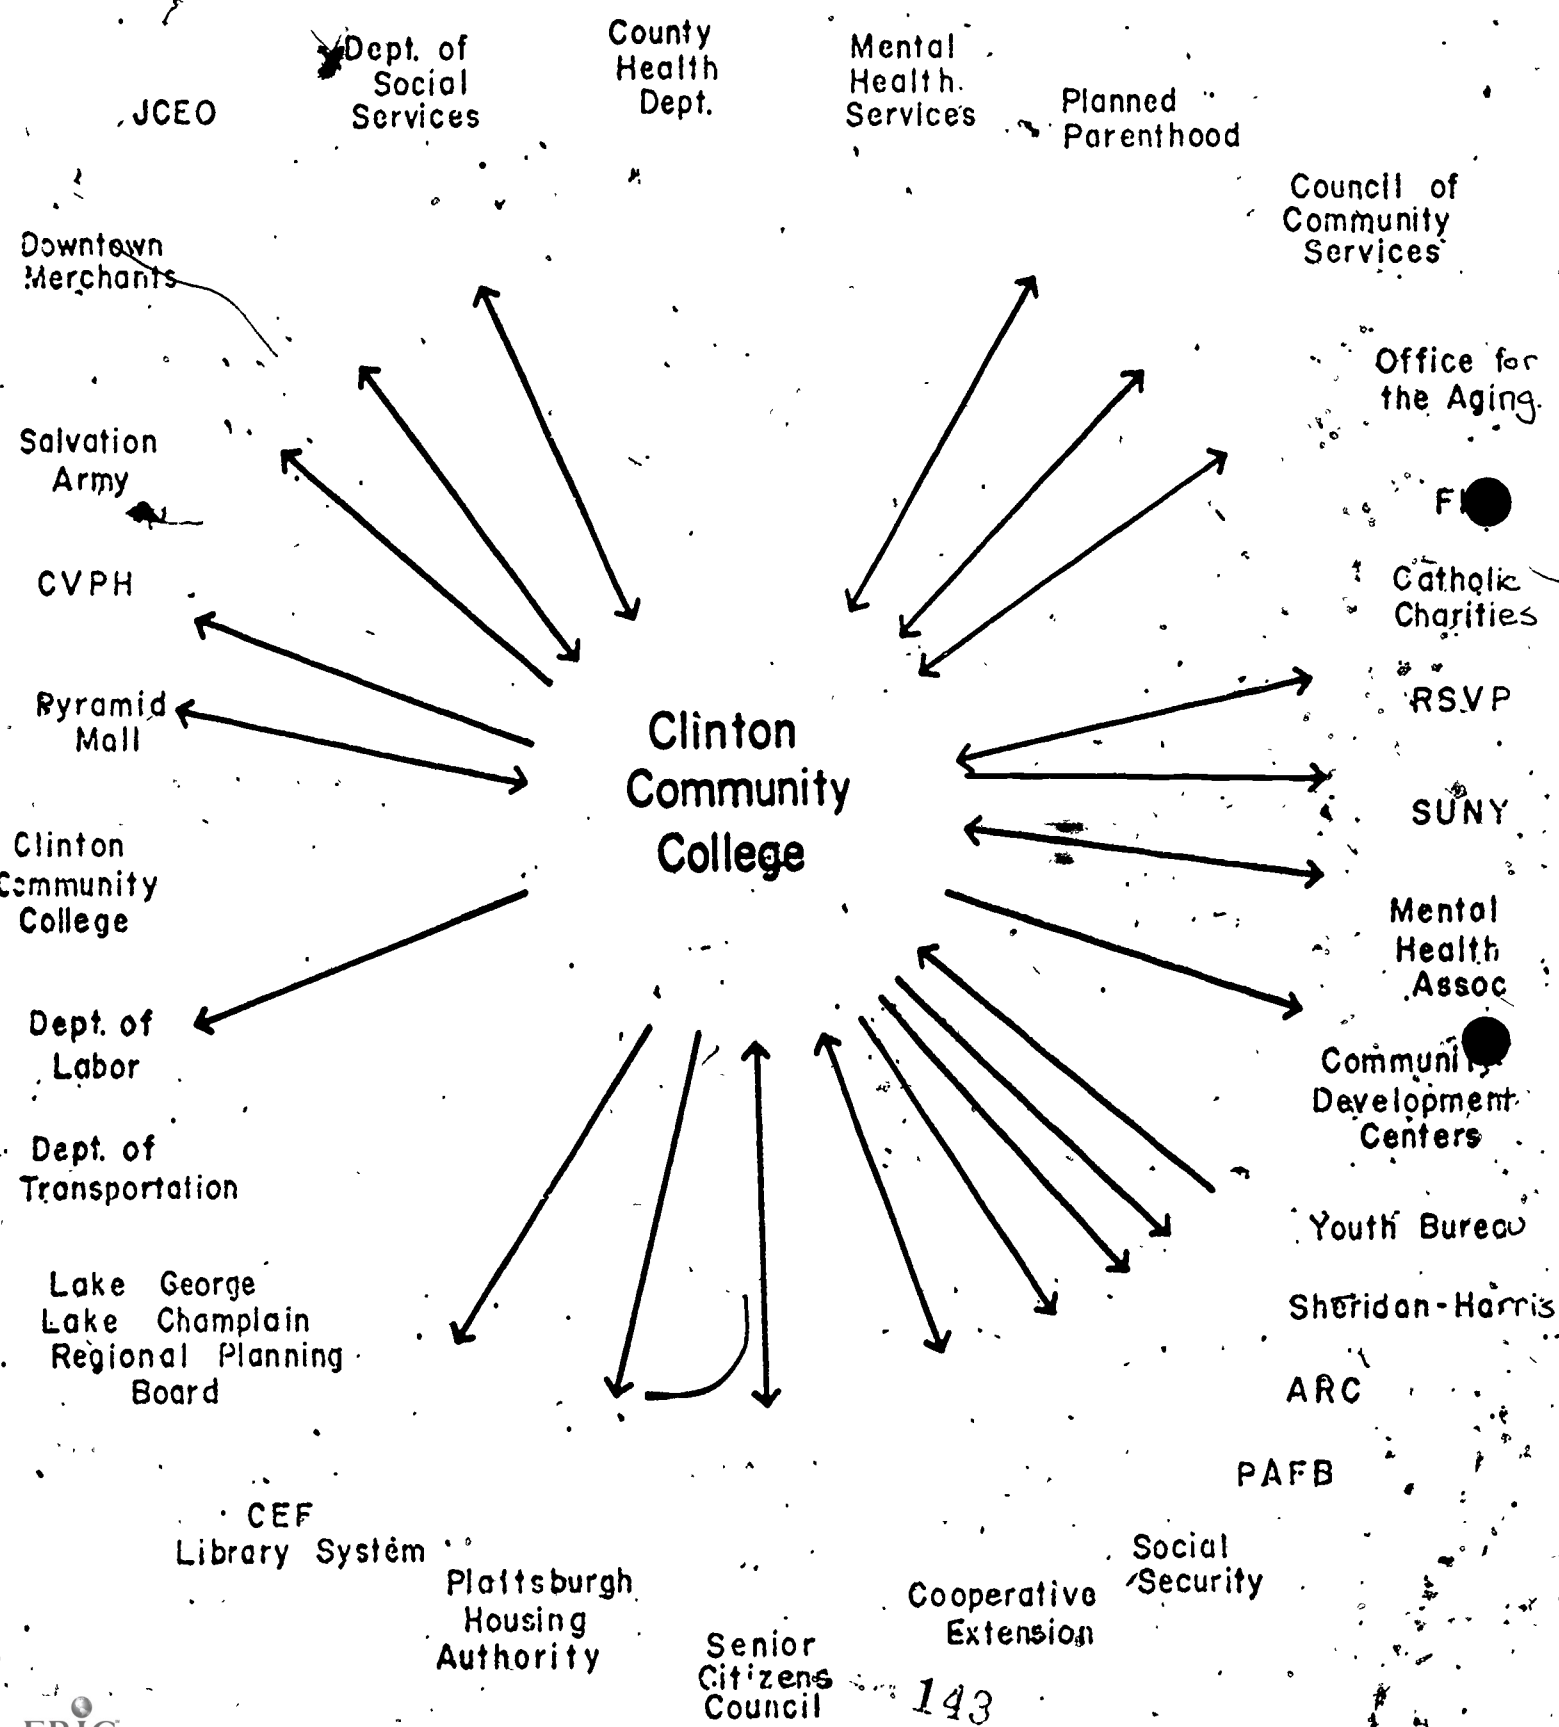 JCEO
Dept. of
Social
Services
County
Health
Dept.
Mental
Health
Services
Planned
Parenthood
Council of
Community
Services
Downtown
Merchants
Office for
the Aging
Salvation
Army
Catholic
Charities
CVPH
RSVP
Pyramid
Mall
Clinton
Community
College
SUNY
Clinton
Community
College
Mental
Health
Assoc
Dept. of
Labor
Development
Centers
Dept. of
Transportation
Youth Bureau
Lake George
Lake Champlain
Regional Planning
Board
Sheridan-Harris
ARC
PAFB
CEF
Library System
Plattsburgh
Housing
Authority
Senior
Citizens
Council
Cooperative
Extension
Social
Security
143
ERIC